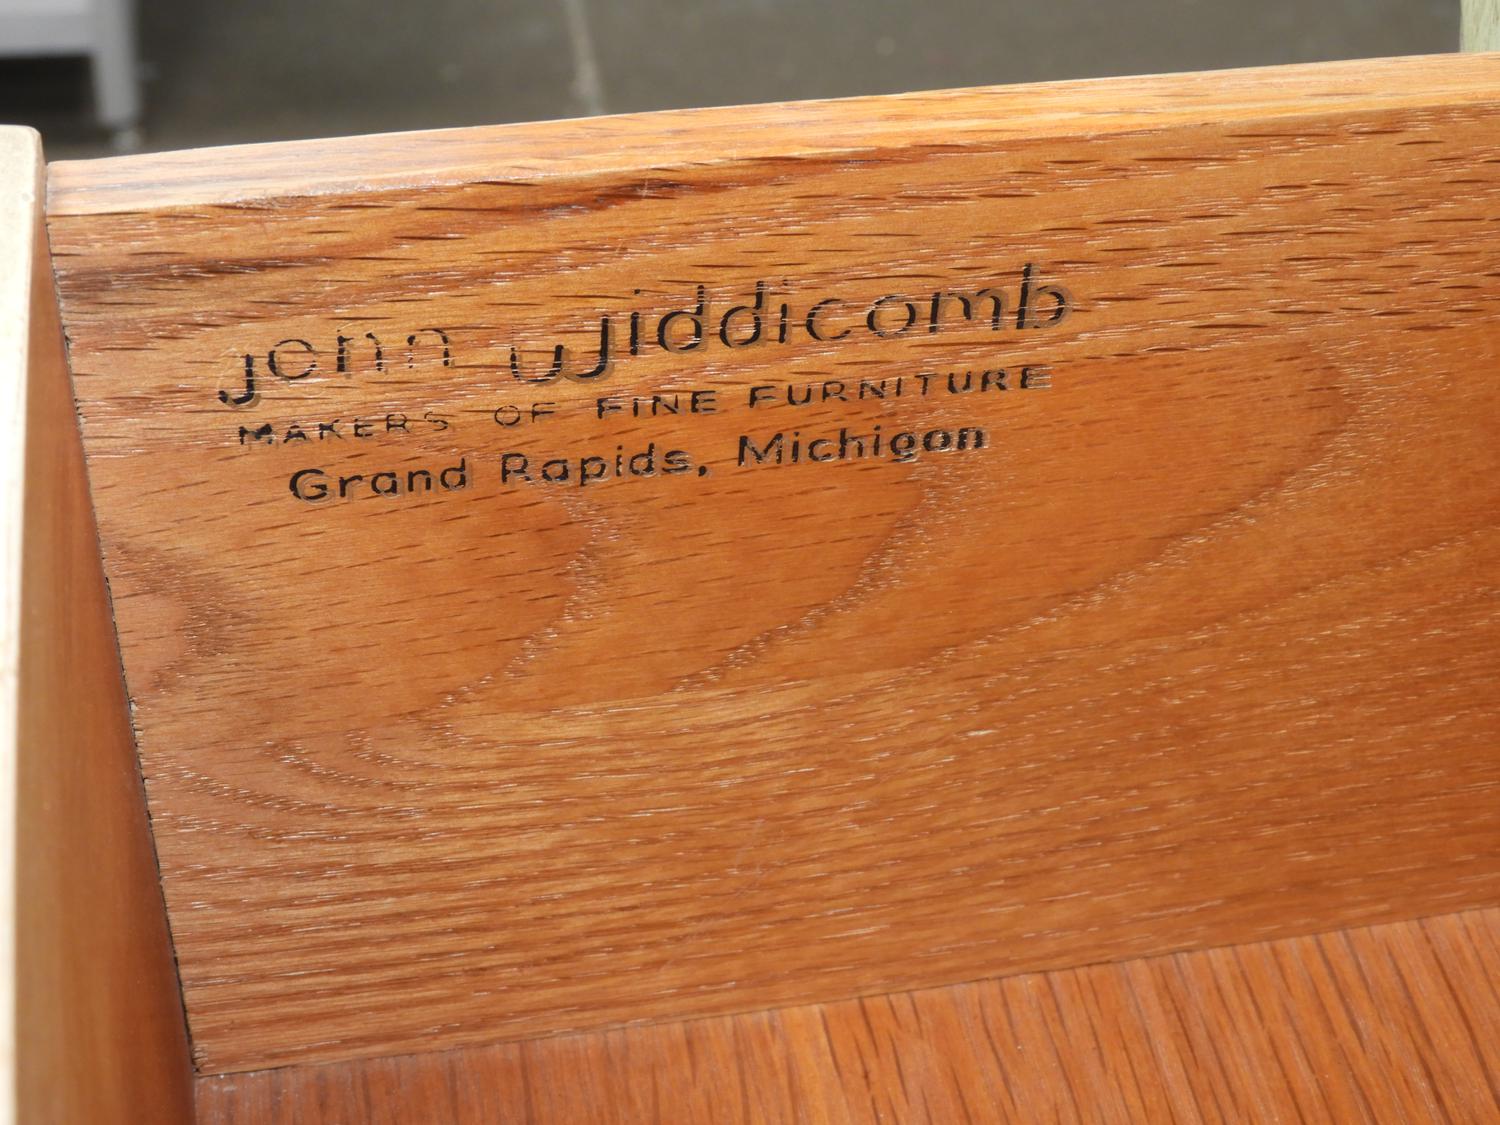 John Widdicomb
MAKERS OF FINE FURNITURE
Grand Rapids, Michigan